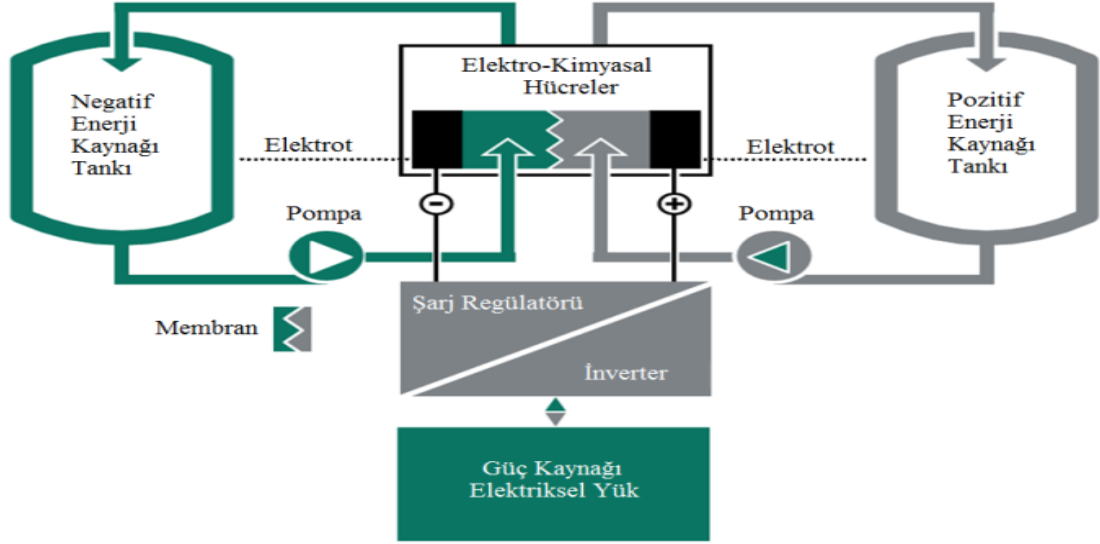 Elektro-Kimyasal
Hücreler
Negatif
Enerji
Kaynağı
Tankı
Pozitif
Enerji
Kaynağı
Tankı
Elektrot
Elektrot
-
+
Pompa
Pompa
Şarj Regülatörü
Membran
İnverter
Güç Kaynağı
Elektriksel Yük